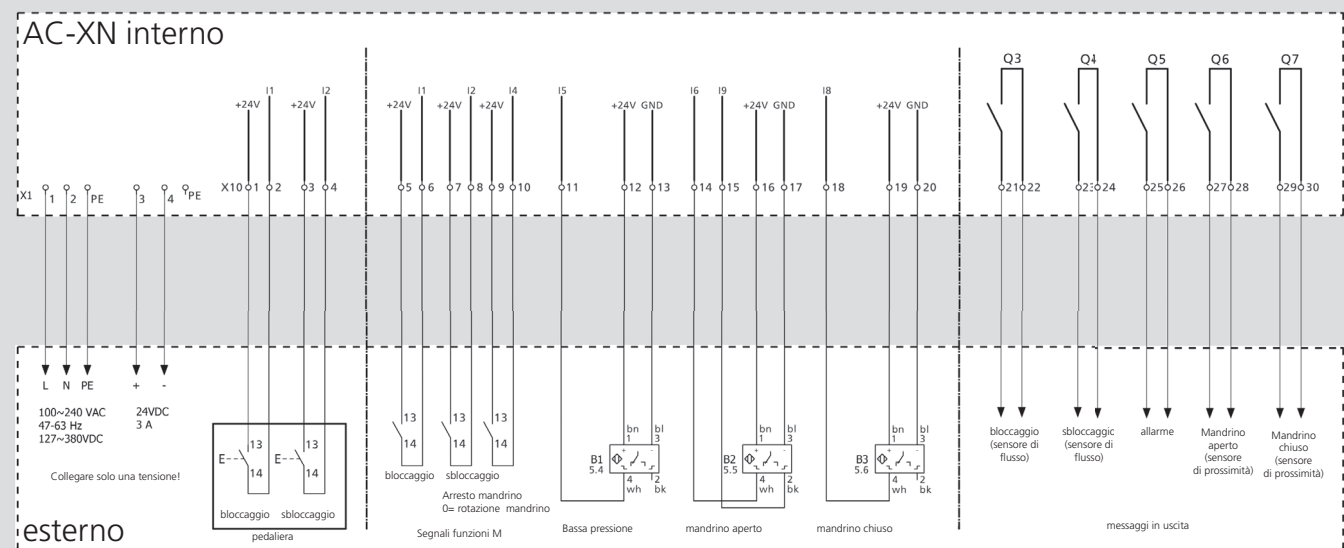 AC-XN interno
Q3 Q4 Q5 Q6 Q7
I1 I2 I1 I2 I4 I5 I6 I9 I8
+24V +24V +24V +24V +24V +24V GND +24V GND +24V GND
X1 1 2 PE 3 4 PE X10 1 2 3 4 5 6 7 8 9 10 11 12 13 14 15 16 17 18 19 20 21 22 23 24 25 26 27 28 29 30
L N PE + -
100~240 VAC
47-63 Hz
127~380VDC
24VDC
3 A
Collegare solo una tensione!
E 13
14
E 13
14
bloccaggio sbloccaggio
pedaliera
13
14
13
14
13
14
bloccaggio sbloccaggio
Arresto mandrino
0= rotazione mandrino
Segnali funzioni M
bn bl
1 3
B1
5.4
+ -
4 2
wh bk
Bassa pressione
bn bl
1 3
B2
5.5
+ -
4 2
wh bk
mandrino aperto
bn bl
1 3
B3
5.6
+ -
4 2
wh bk
mandrino chiuso
bloccaggio
(sensore di
flusso)
sbloccaggic
(sensore di
flusso)
allarme
Mandrino
aperto
(sensore
di prossimità)
Mandrino
chiuso
(sensore
di prossimità)
messaggi in uscita
esterno